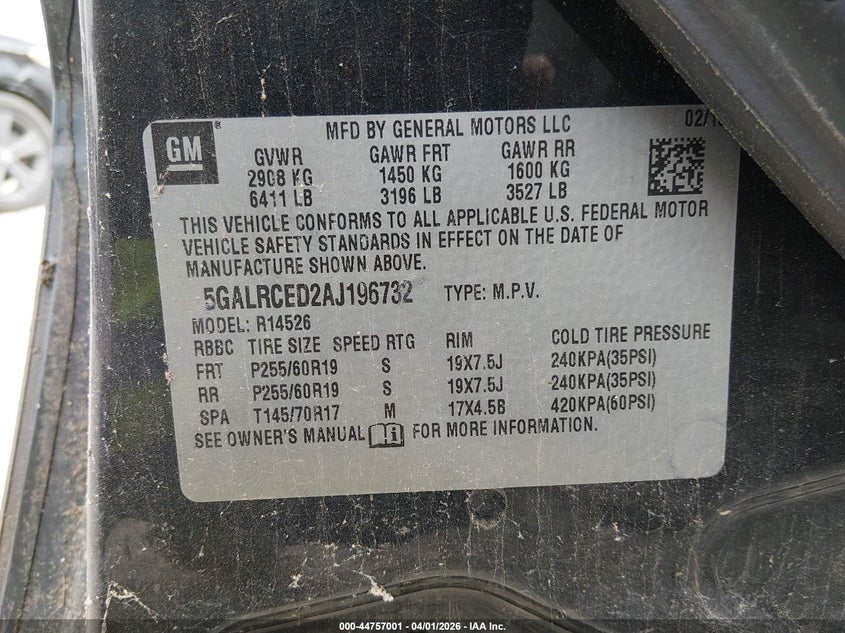 GM
MFD BY GENERAL MOTORS LLC
GVWR GAWR FRT GAWR RR
2908 KG 1450 KG 1600 KG
6411 LB 3196 LB 3527 LB
THIS VEHICLE CONFORMS TO ALL APPLICABLE U.S. FEDERAL MOTOR
VEHICLE SAFETY STANDARDS IN EFFECT ON THE DATE OF
MANUFACTURE SHOWN ABOVE.
5GALRCED2AJ196732 TYPE: M.P.V.
MODEL: R14526
RBBC TIRE SIZE SPEED RTG RIM COLD TIRE PRESSURE
FRT P255/60R19 S 19X7.5J 240KPA(35PSI)
RR P255/60R19 S 19X7.5J 240KPA(35PSI)
SPA T145/70R17 M 17X4.5B 420KPA(60PSI)
SEE OWNER'S MANUAL FOR MORE INFORMATION.
000-44757001 - 04/01/2026 - IAA Inc.